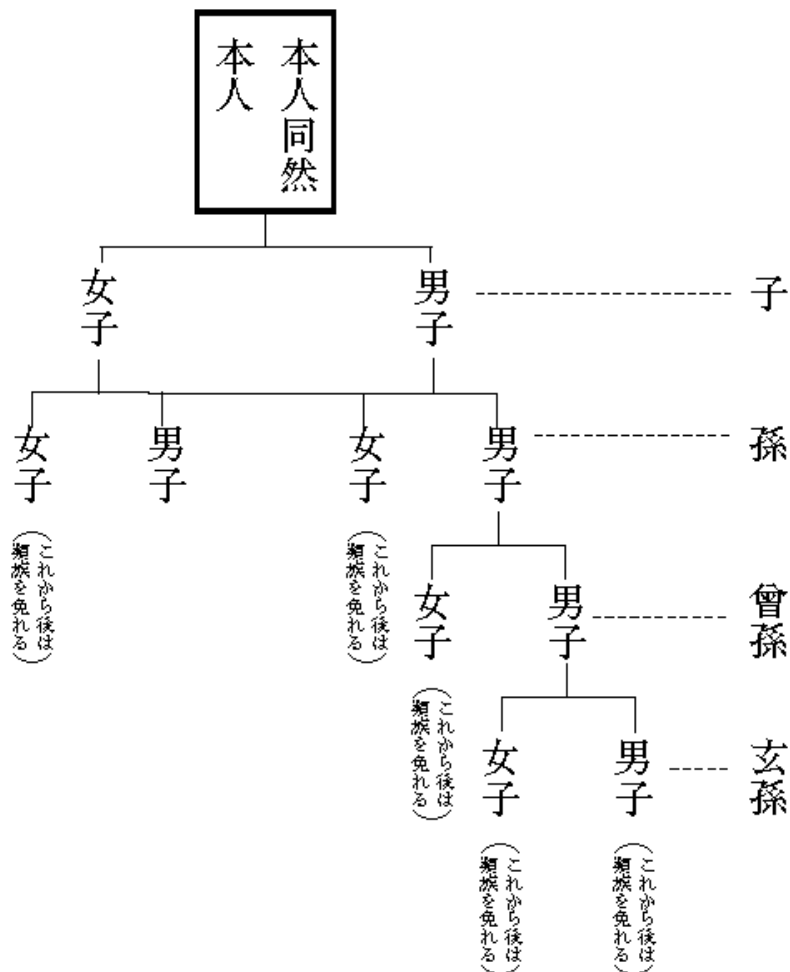 本人同然
本人
男子
女子
子
男子
女子
男子
女子
孫
(これから後は
類族を免れる)
(これから後は
類族を免れる)
男子
女子
曾孫
(これから後は
類族を免れる)
男子
女子
玄孫
(これから後は
類族を免れる)
(これから後は
類族を免れる)